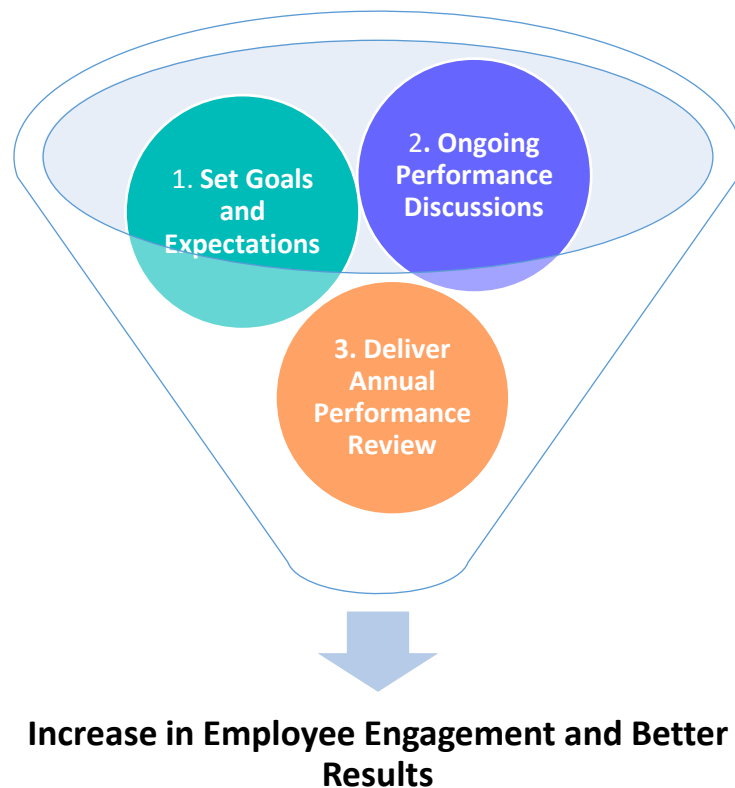 1. Set Goals
and
Expectations
2. Ongoing
Performance
Discussions
3. Deliver
Annual
Performance
Review
Increase in Employee Engagement and Better
Results